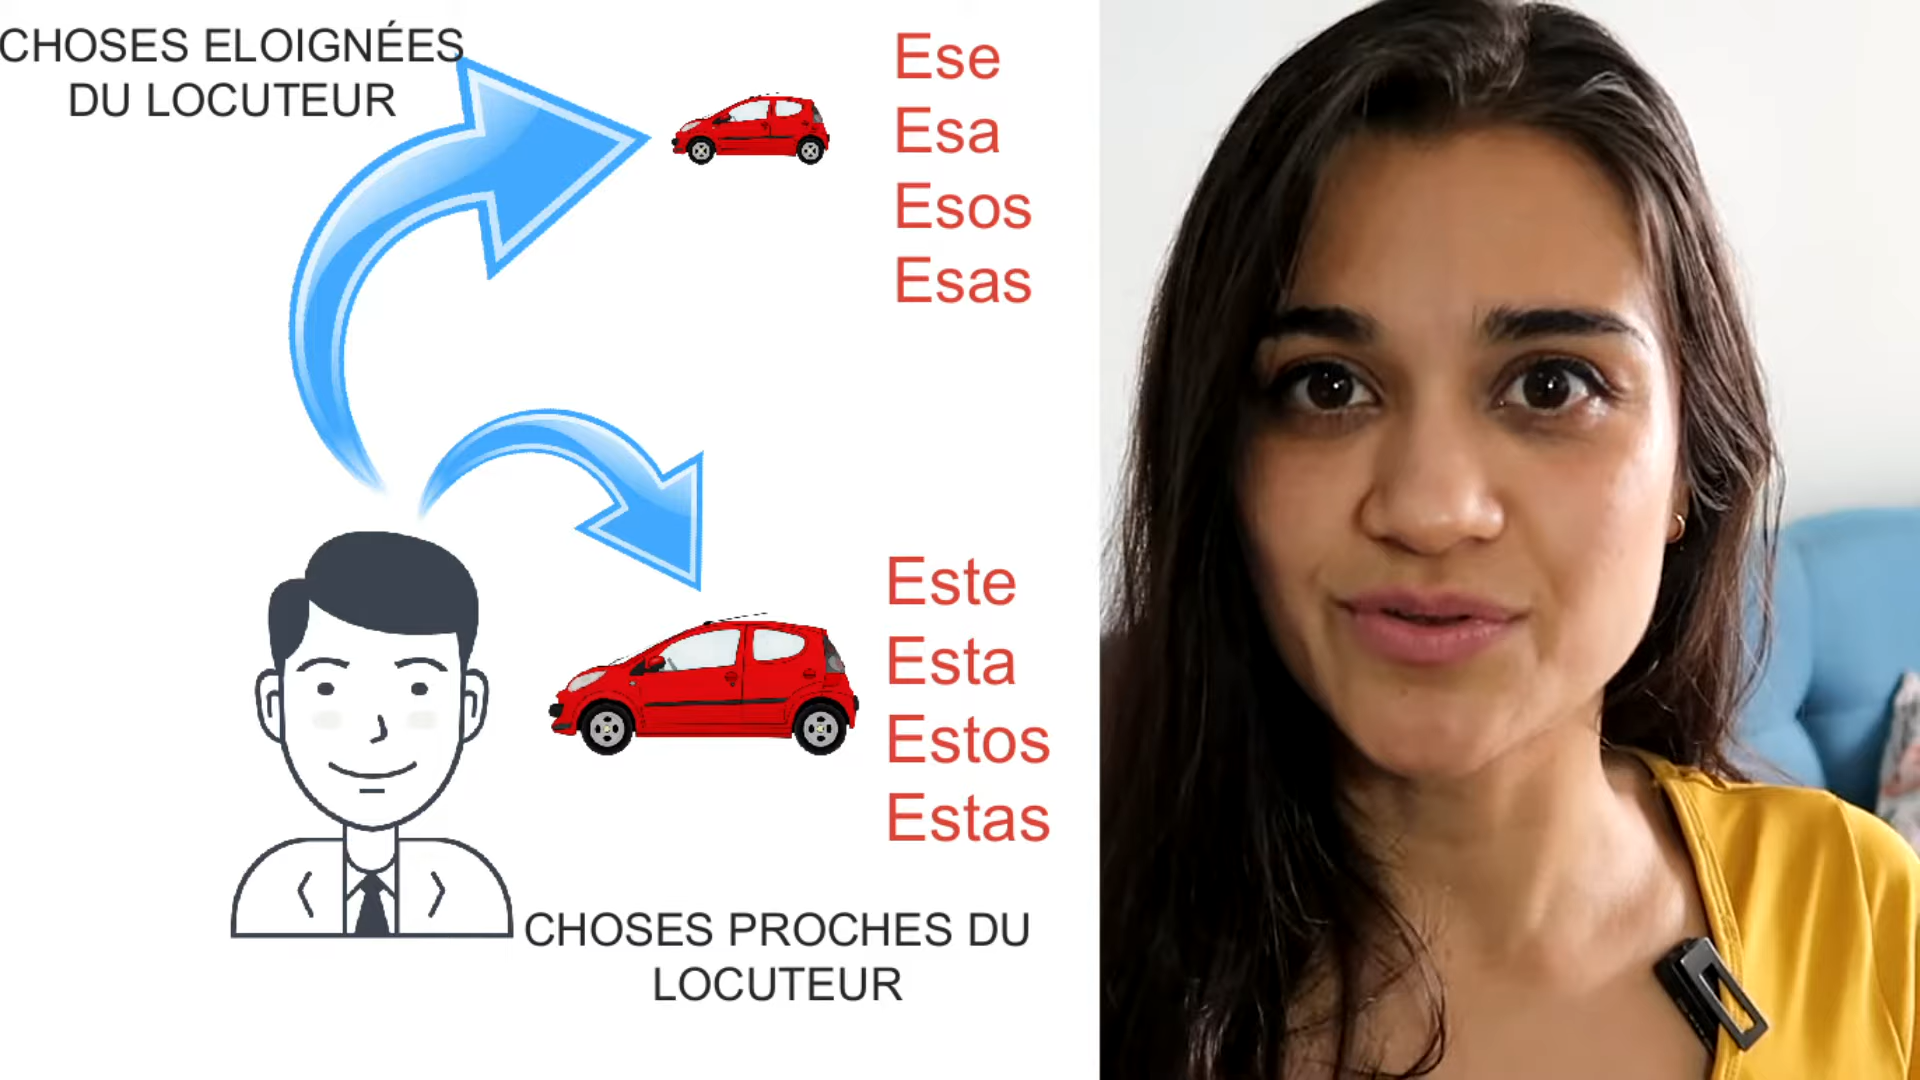 CHOSES ELOIGNÉES
DU LOCUTEUR
Ese
Esa
Esos
Esas
Este
Esta
Estos
Estas
CHOSES PROCHES DU
LOCUTEUR